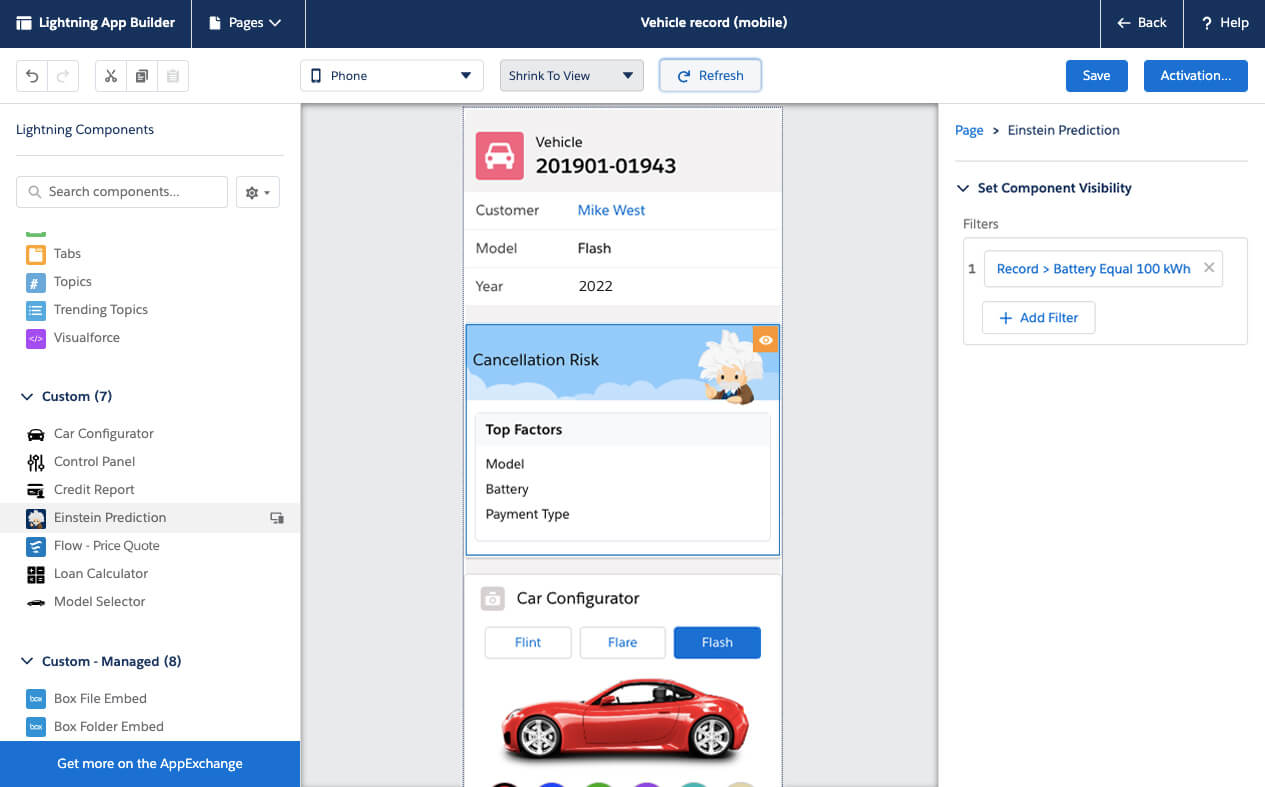 Lightning App Builder
Pages
Vehicle record (mobile)
Back
? Help
Phone
Shrink To View
Refresh
Save
Activation...
Lightning Components
Search components...
Tabs
# Topics
Trending Topics
</> Visualforce
Custom (7)
Car Configurator
Control Panel
Credit Report
Einstein Prediction
Flow - Price Quote
Loan Calculator
Model Selector
Custom - Managed (8)
box Box File Embed
box Box Folder Embed
Get more on the AppExchange
Vehicle
201901-01943
Customer Mike West
Model Flash
Year 2022
Cancellation Risk
Top Factors
Model
Battery
Payment Type
Car Configurator
Flint Flare Flash
Page > Einstein Prediction
Set Component Visibility
Filters
1 Record > Battery Equal 100 kWh
+ Add Filter